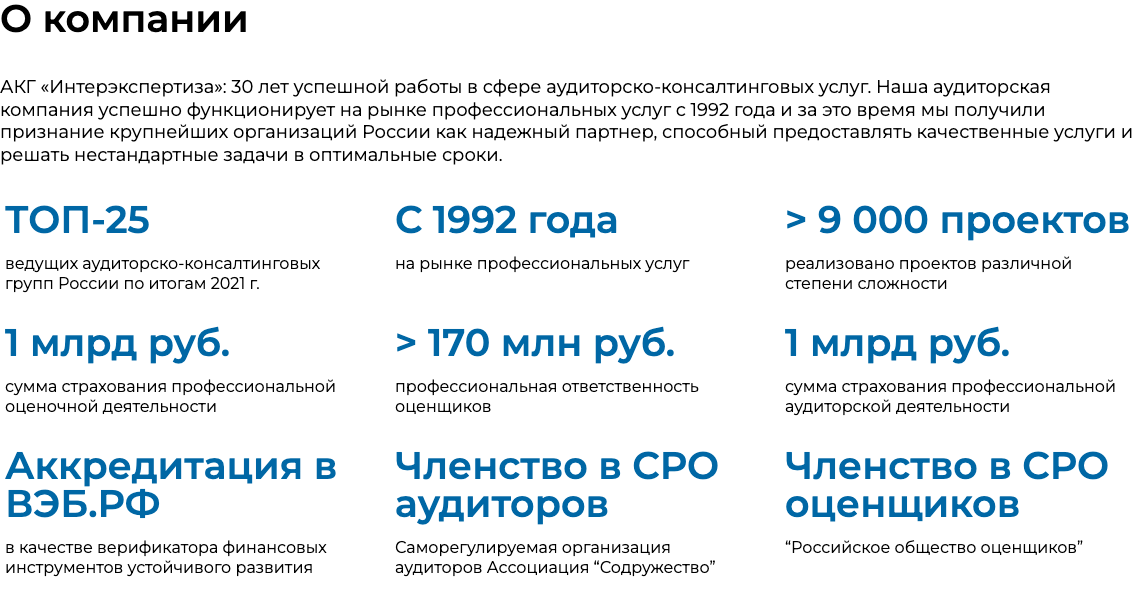 О компании
АКГ «Интерэкспертиза»: 30 лет успешной работы в сфере аудиторско-консалтинговых услуг. Наша аудиторская
компания успешно функционирует на рынке профессиональных услуг с 1992 года и за это время мы получили
признание крупнейших организаций России как надежный партнер, способный предоставлять качественные услуги и
решать нестандартные задачи в оптимальные сроки.
ТОП-25
ведущих аудиторско-консалтинговых
групп России по итогам 2021 г.
С 1992 года
на рынке профессиональных услуг
> 9 000 проектов
реализовано проектов различной
степени сложности
1 млрд руб.
сумма страхования профессиональной
оценочной деятельности
> 170 млн руб.
профессиональная ответственность
оценщиков
1 млрд руб.
сумма страхования профессиональной
аудиторской деятельности
Аккредитация в
ВЭБ.РФ
в качестве верификатора финансовых
инструментов устойчивого развития
Членство в СРО
аудиторов
Саморегулируемая организация
аудиторов Ассоциация “Содружество”
Членство в СРО
оценщиков
“Российское общество оценщиков”